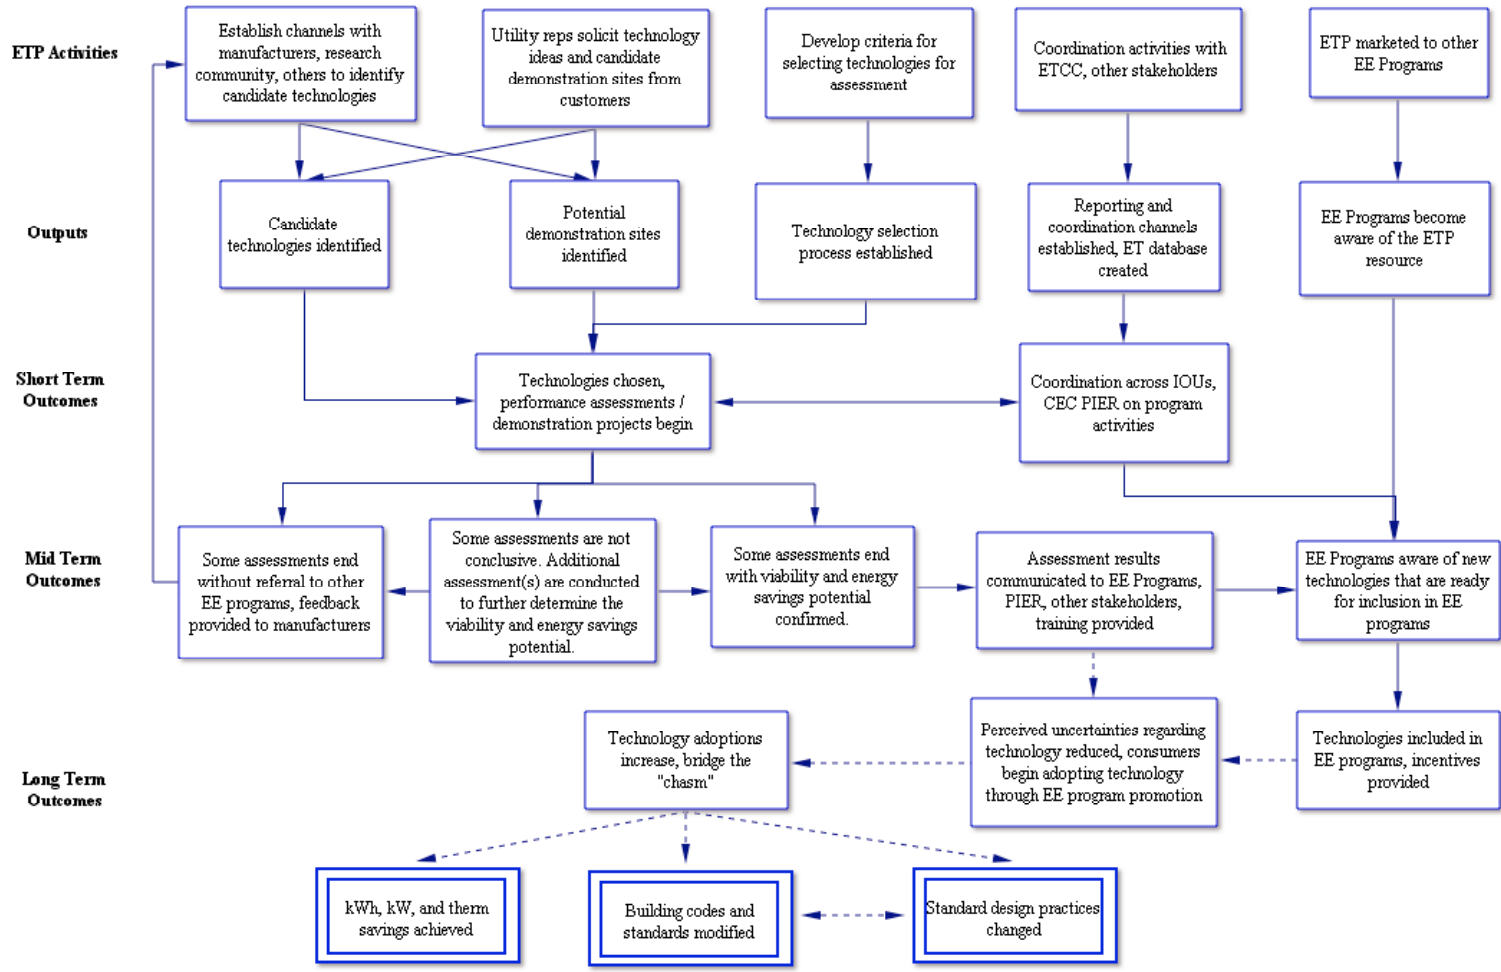 ETP Activities
Establish channels with
manufacturers, research
community, others to identify
candidate technologies
Utility reps solicit technology
ideas and candidate
demonstration sites from
customers
Develop criteria for
selecting technologies for
assessment
Coordination activities with
ETCC, other stakeholders
ETP marketed to other
EE Programs
Outputs
Candidate
technologies identified
Potential
demonstration sites
identified
Technology selection
process established
Reporting and
coordination channels
established, ET database
created
EE Programs become
aware of the ETP
resource
Short Term
Outcomes
Technologies chosen,
performance assessments /
demonstration projects begin
Coordination across IOUs,
CEC PIER on program
activities
Mid Term
Outcomes
Some assessments end
without referral to other
EE programs, feedback
provided to manufacturers
Some assessments are not
conclusive. Additional
assessment(s) are conducted
to further determine the
viability and energy savings
potential.
Some assessments end
with viability and energy
savings potential
confirmed.
Assessment results
communicated to EE Programs,
PIER, other stakeholders,
training provided
EE Programs aware of new
technologies that are ready
for inclusion in EE
programs
Long Term
Outcomes
Technology adoptions
increase, bridge the
"chasm"
Perceived uncertainties regarding
technology reduced, consumers
begin adopting technology
through EE program promotion
Technologies included in
EE programs, incentives
provided
kWh, kW, and therm
savings achieved
Building codes and
standards modified
Standard design practices
changed